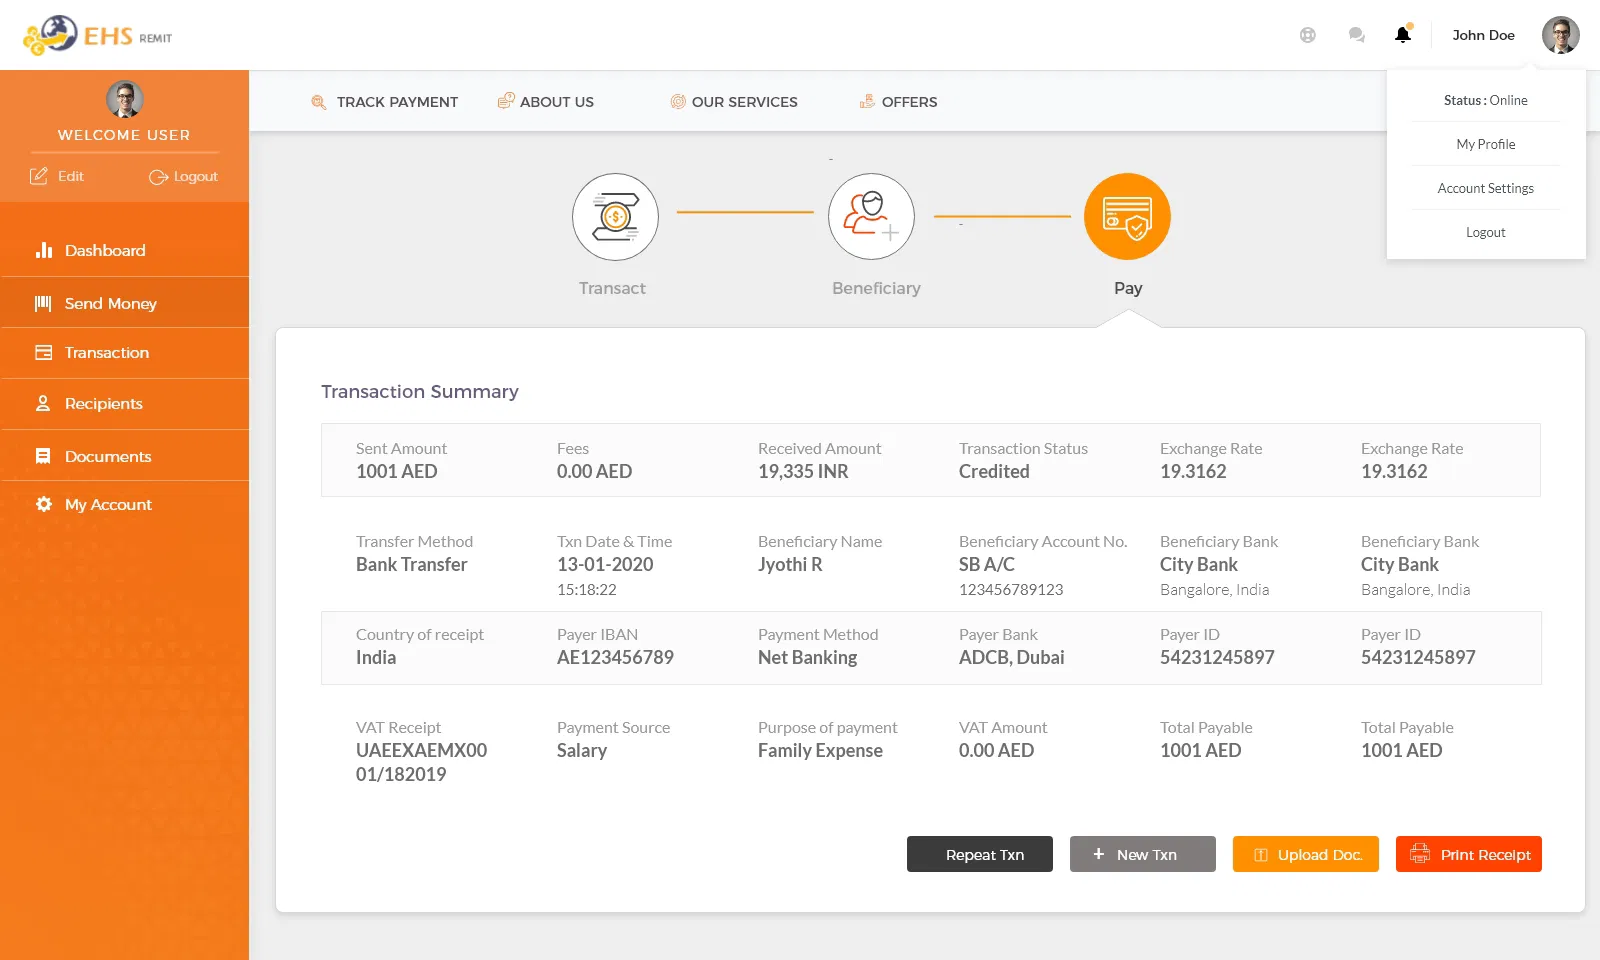 EHS REMIT
John Doe
WELCOME USER
Edit Logout
Dashboard
Send Money
Transaction
Recipients
Documents
My Account
TRACK PAYMENT ABOUT US OUR SERVICES OFFERS
Status : Online
My Profile
Account Settings
Logout
-
-
Transact Beneficiary Pay
Transaction Summary
Sent Amount Fees Received Amount Transaction Status Exchange Rate Exchange Rate
1001 AED 0.00 AED 19,335 INR Credited 19.3162 19.3162
Transfer Method Txn Date & Time Beneficiary Name Beneficiary Account No. Beneficiary Bank Beneficiary Bank
Bank Transfer 13-01-2020 Jyothi R SB A/C City Bank City Bank
15:18:22 123456789123 Bangalore, India Bangalore, India
Country of receipt Payer IBAN Payment Method Payer Bank Payer ID Payer ID
India AE123456789 Net Banking ADCB, Dubai 54231245897 54231245897
VAT Receipt Payment Source Purpose of payment VAT Amount Total Payable Total Payable
UAEEXAEMX00 Salary Family Expense 0.00 AED 1001 AED 1001 AED
01/182019
Repeat Txn + New Txn Upload Doc. Print Receipt